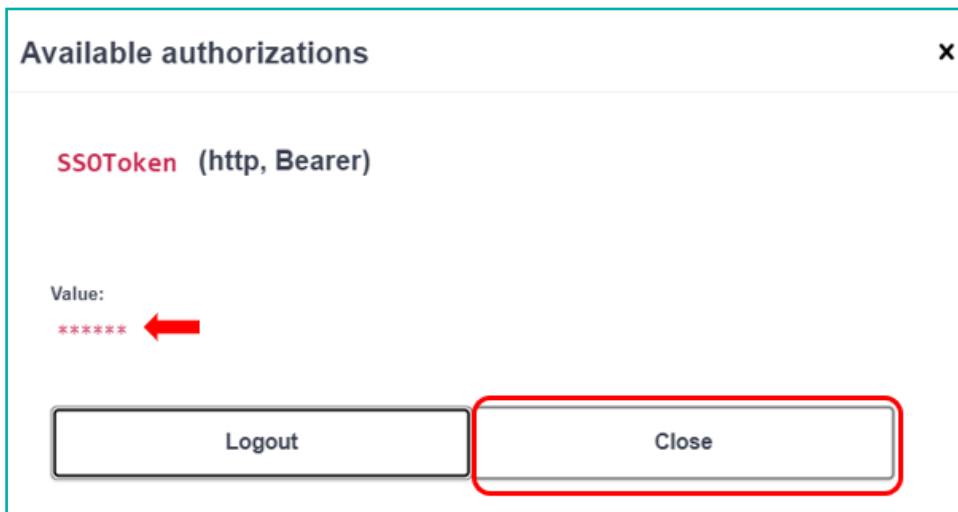 Available authorizations x
SSOToken (http, Bearer)
Value:
******
Logout Close